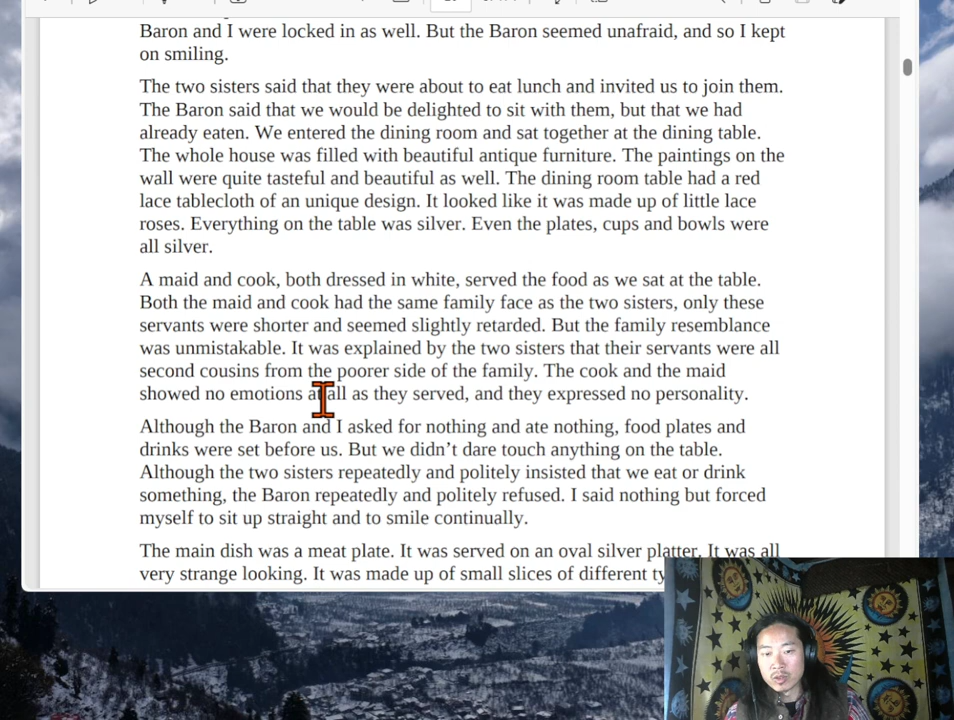 Baron and I were locked in as well. But the Baron seemed unafraid, and so I kept
on smiling.
The two sisters said that they were about to eat lunch and invited us to join them.
The Baron said that we would be delighted to sit with them, but that we had
already eaten. We entered the dining room and sat together at the dining table.
The whole house was filled with beautiful antique furniture. The paintings on the
wall were quite tasteful and beautiful as well. The dining room table had a red
lace tablecloth of an unique design. It looked like it was made up of little lace
roses. Everything on the table was silver. Even the plates, cups and bowls were
all silver.
A maid and cook, both dressed in white, served the food as we sat at the table.
Both the maid and cook had the same family face as the two sisters, only these
servants were shorter and seemed slightly retarded. But the family resemblance
was unmistakable. It was explained by the two sisters that their servants were all
second cousins from the poorer side of the family. The cook and the maid
showed no emotions at all as they served, and they expressed no personality.
Although the Baron and I asked for nothing and ate nothing, food plates and
drinks were set before us. But we didn’t dare touch anything on the table.
Although the two sisters repeatedly and politely insisted that we eat or drink
something, the Baron repeatedly and politely refused. I said nothing but forced
myself to sit up straight and to smile continually.
The main dish was a meat plate. It was served on an oval silver platter. It was all
very strange looking. It was made up of small slices of different